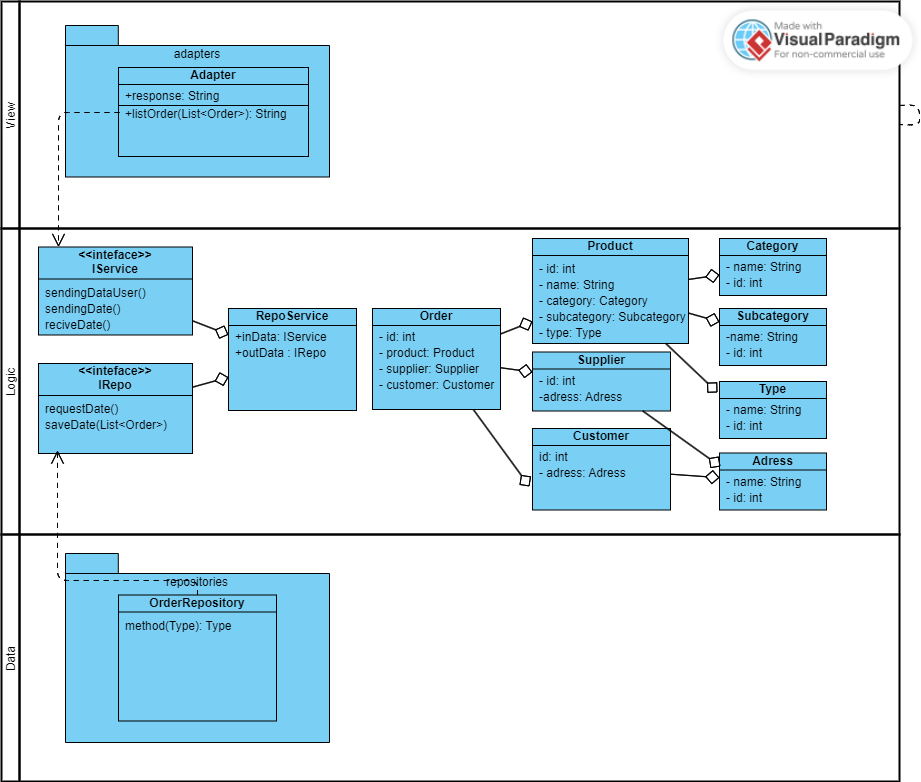 Made with
VisualParadigm
For non-commercial use
View
adapters
Adapter
+response: String
+listOrder(List<Order>): String
Logic
<<inteface>>
IService
sendingDataUser()
sendingDate()
reciveDate()
<<inteface>>
IRepo
requestDate()
saveDate(List<Order>)
RepoService
+inData: IService
+outData : IRepo
Order
- id: int
- product: Product
- supplier: Supplier
- customer: Customer
Product
- id: int
- name: String
- category: Category
- subcategory: Subcategory
- type: Type
Supplier
- id: int
-adress: Adress
Customer
id: int
- adress: Adress
Category
- name: String
- id: int
Subcategory
-name: String
- id: int
Type
- name: String
- id: int
Adress
- name: String
- id: int
Data
repositories
OrderRepository
method(Type): Type